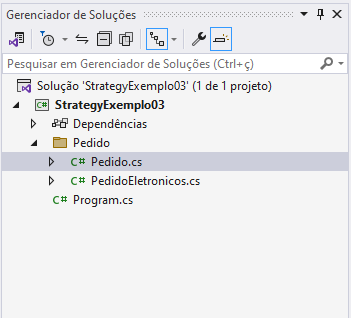 Gerenciador de Soluções
Pesquisar em Gerenciador de Soluções (Ctrl+ç)
Solução 'StrategyExemplo03' (1 de 1 projeto)
C# StrategyExemplo03
Dependências
Pedido
C# Pedido.cs
C# PedidoEletronicos.cs
C# Program.cs